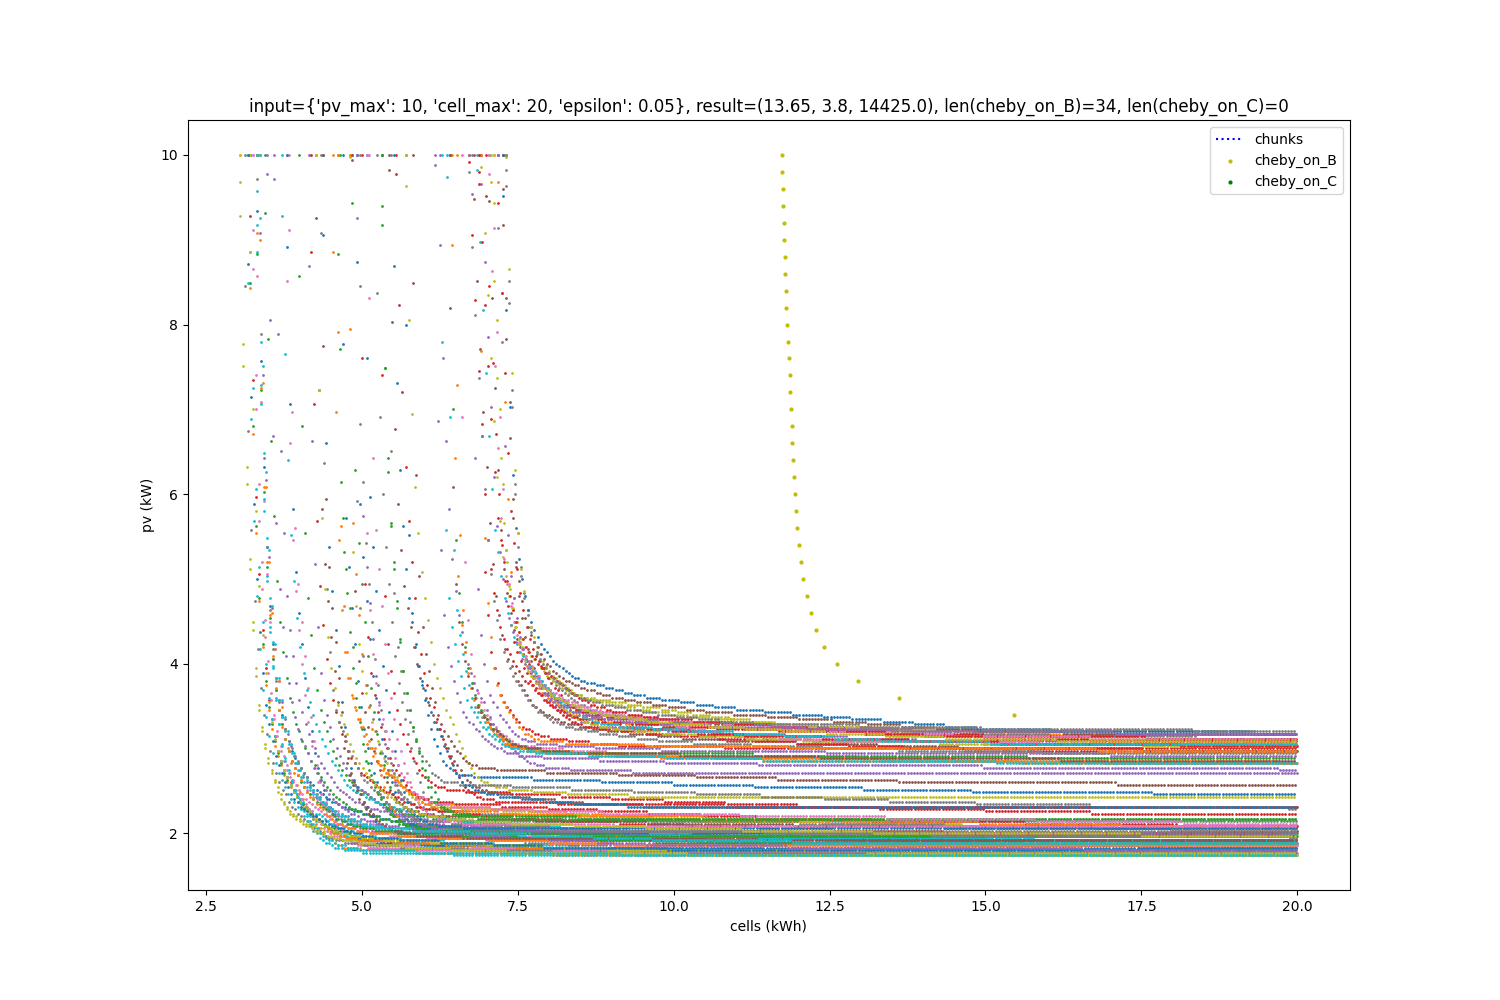 input={'pv_max': 10, 'cell_max': 20, 'epsilon': 0.05}, result=(13.65, 3.8, 14425.0), len(cheby_on_B)=34, len(cheby_on_C)=0
chunks
cheby_on_B
cheby_on_C
10
8
6
4
2
pv (kW)
2.5 5.0 7.5 10.0 12.5 15.0 17.5 20.0
cells (kWh)